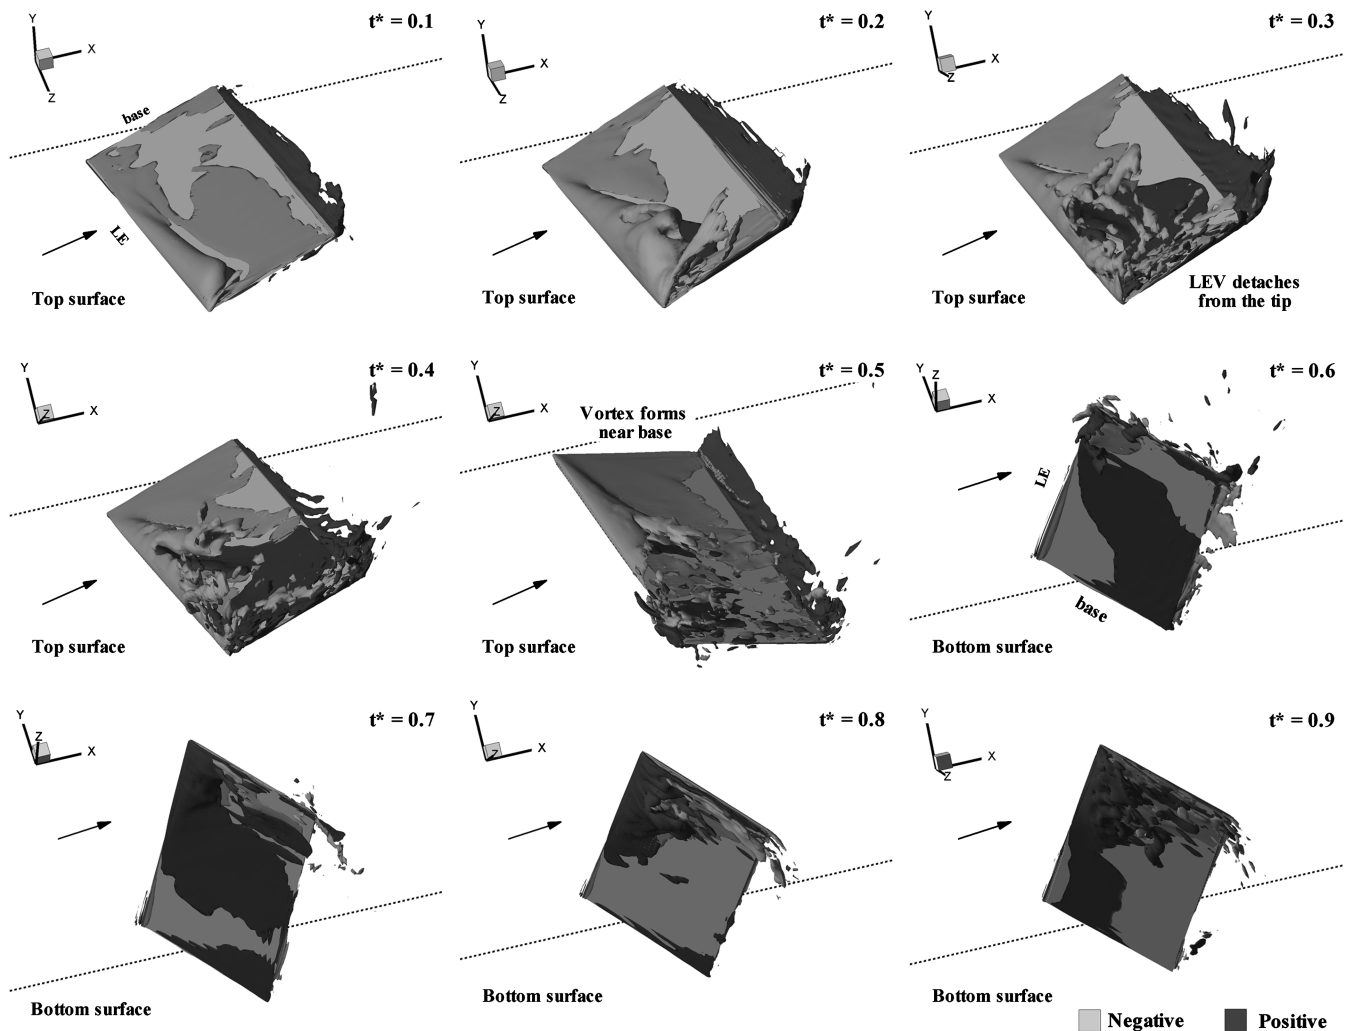 t* = 0.1
Y
X
Z
base
LE
Top surface
t* = 0.2
Y
X
Z
Top surface
t* = 0.3
Y
X
Z
Top surface
LEV detaches
from the tip
t* = 0.4
Y
X
Z
Top surface
t* = 0.5
Y
X
Z
Vortex forms
near base
Top surface
t* = 0.6
Y
Z
X
LE
base
Bottom surface
t* = 0.7
Y
Z
X
Bottom surface
t* = 0.8
Y
X
Z
Bottom surface
t* = 0.9
Y
X
Z
Bottom surface
Negative
Positive